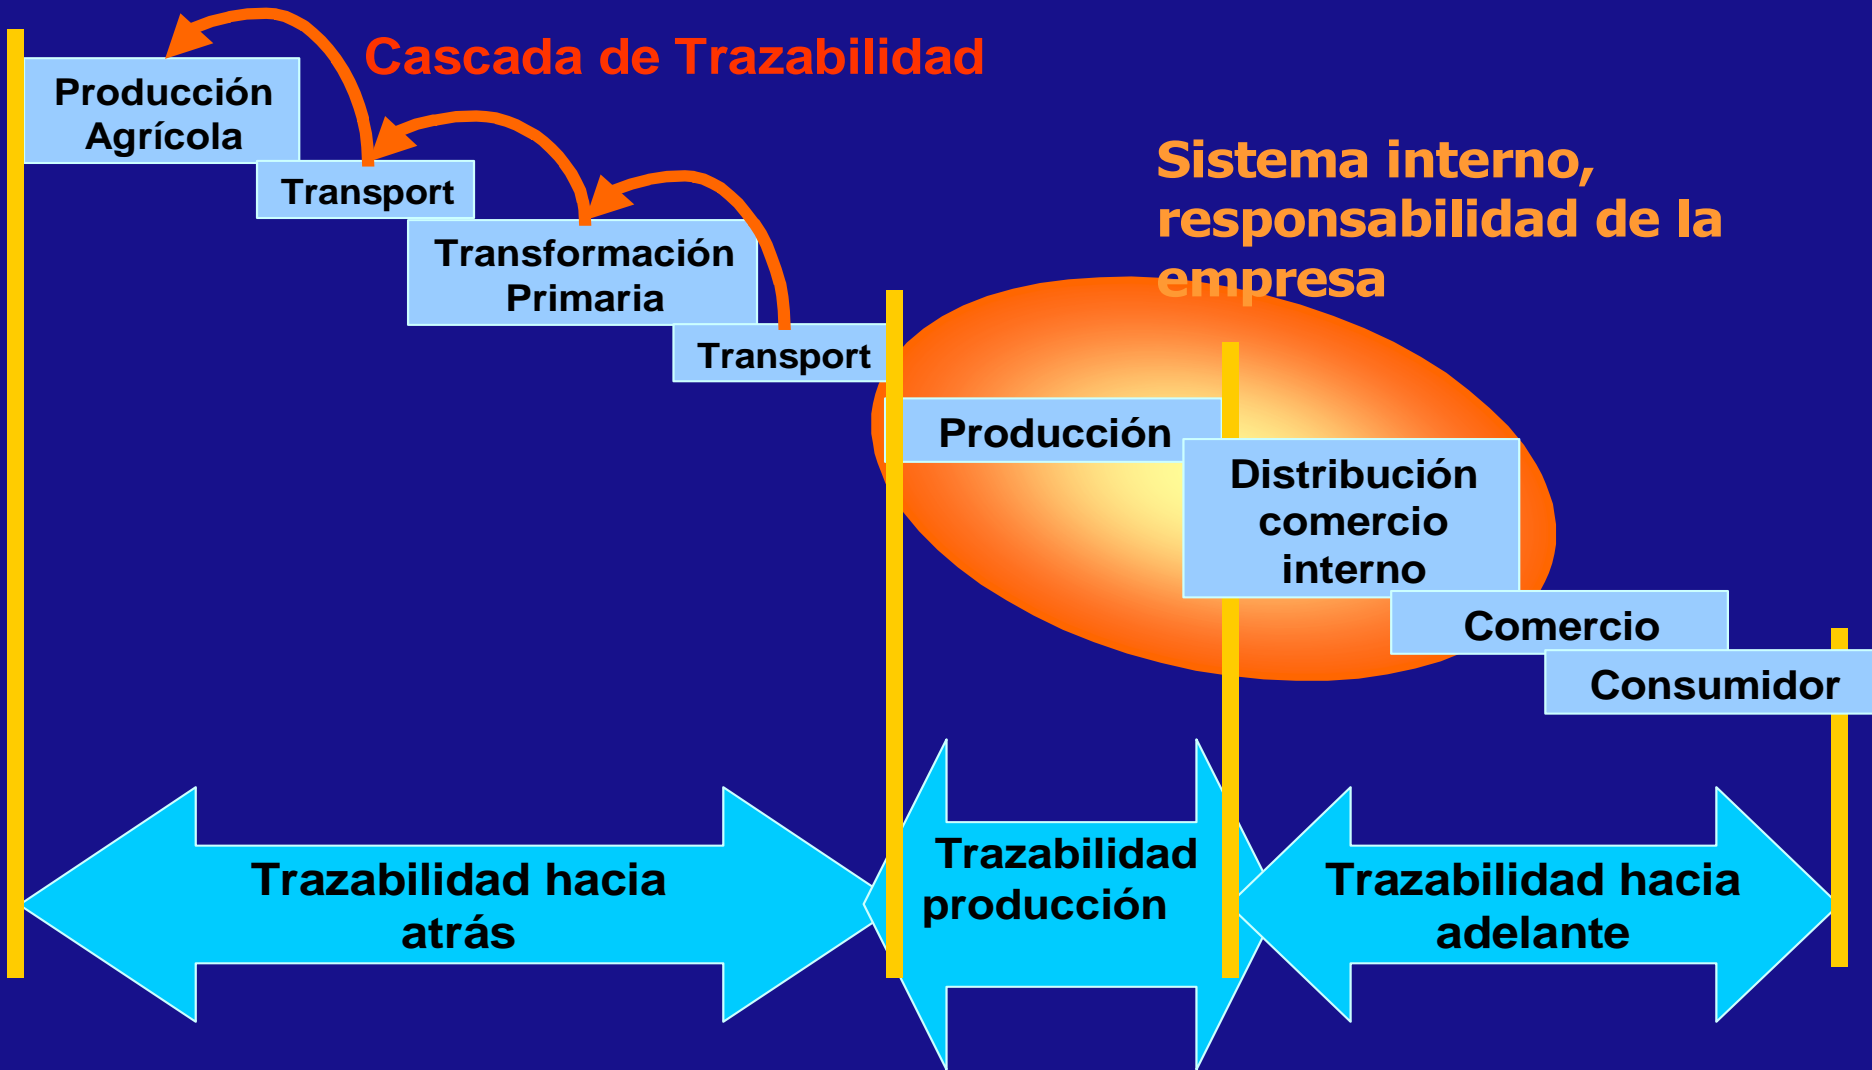 Cascada de Trazabilidad
Producción
Agrícola
Transport
Transformación
Primaria
Transport
Sistema interno,
responsabilidad de la
empresa
Producción
Distribución
comercio
interno
Comercio
Consumidor
Trazabilidad hacia
atrás
Trazabilidad
producción
Trazabilidad hacia
adelante